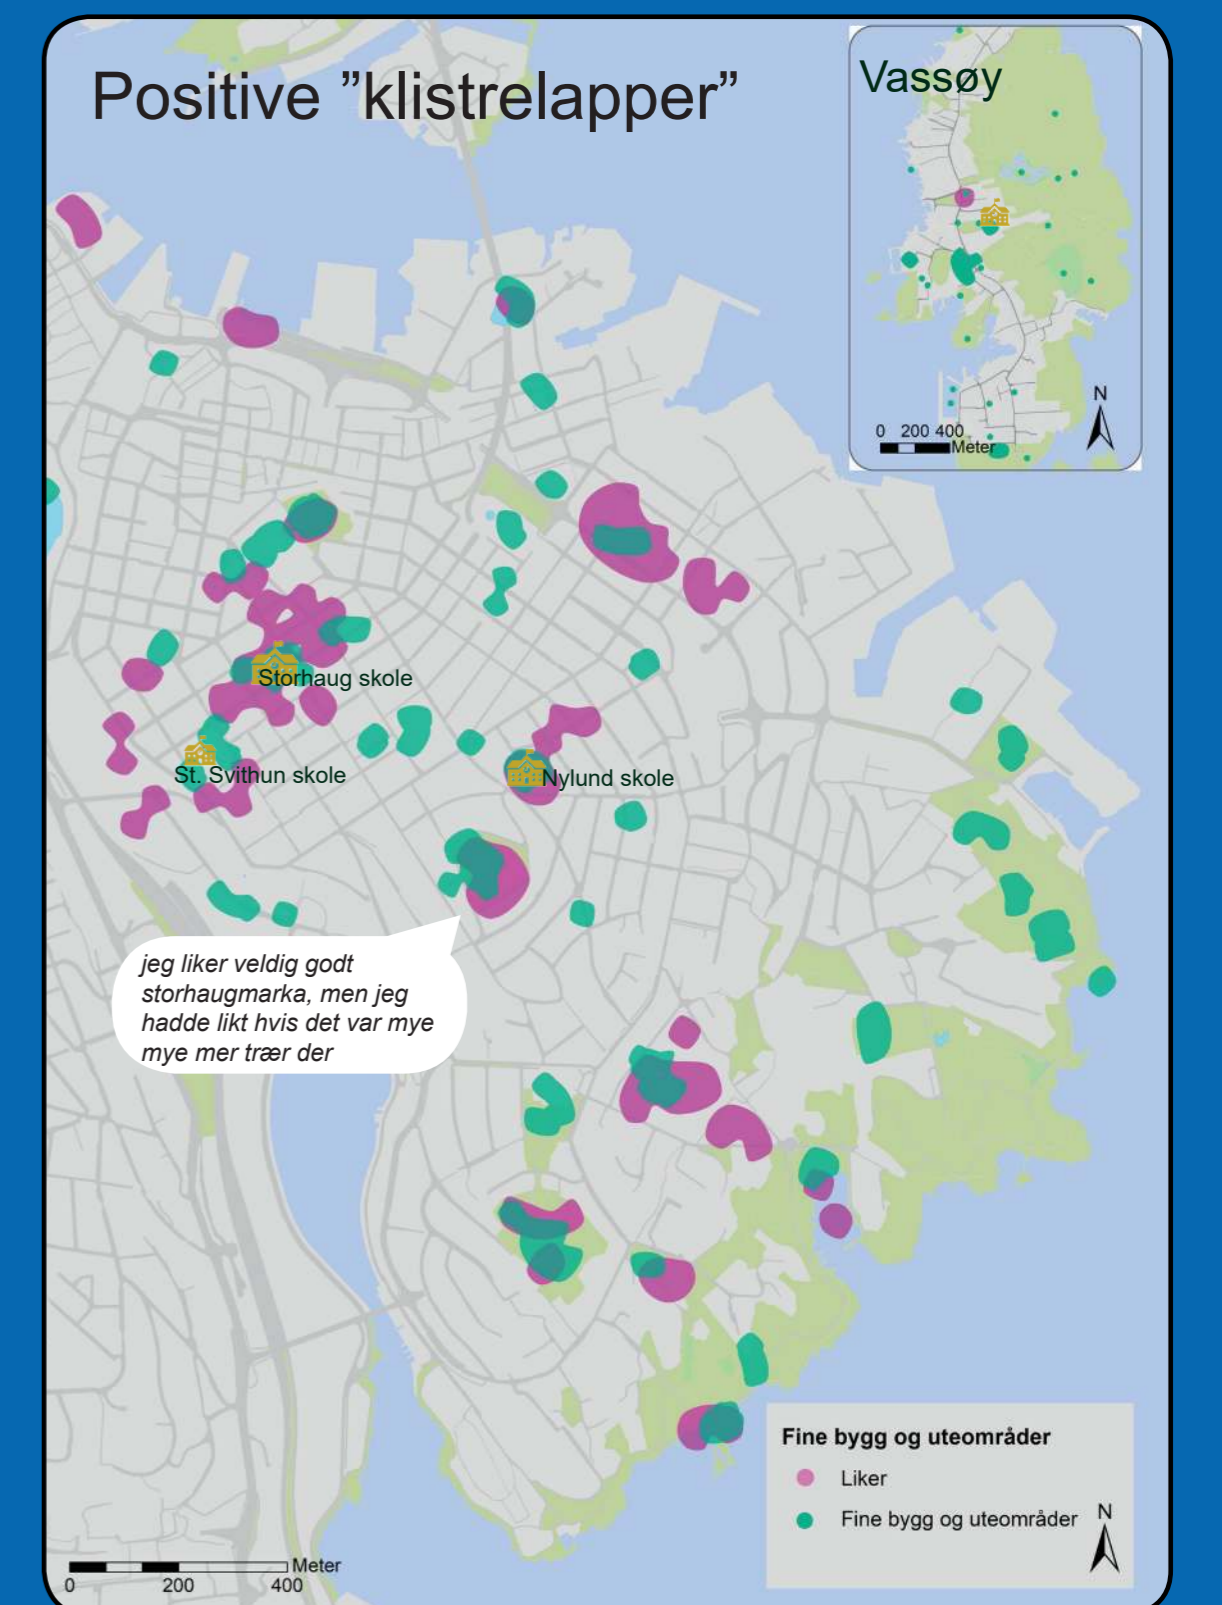 Positive ”klistrelapper”
Vassøy
N
0 200 400
Meter
Storhaug skole
St. Svithun skole
Nylund skole
jeg liker veldig godt
storhaugmarka, men jeg
hadde likt hvis det var mye
mye mer trær der
Fine bygg og uteområder
Liker
Fine bygg og uteområder
N
Meter
0 200 400